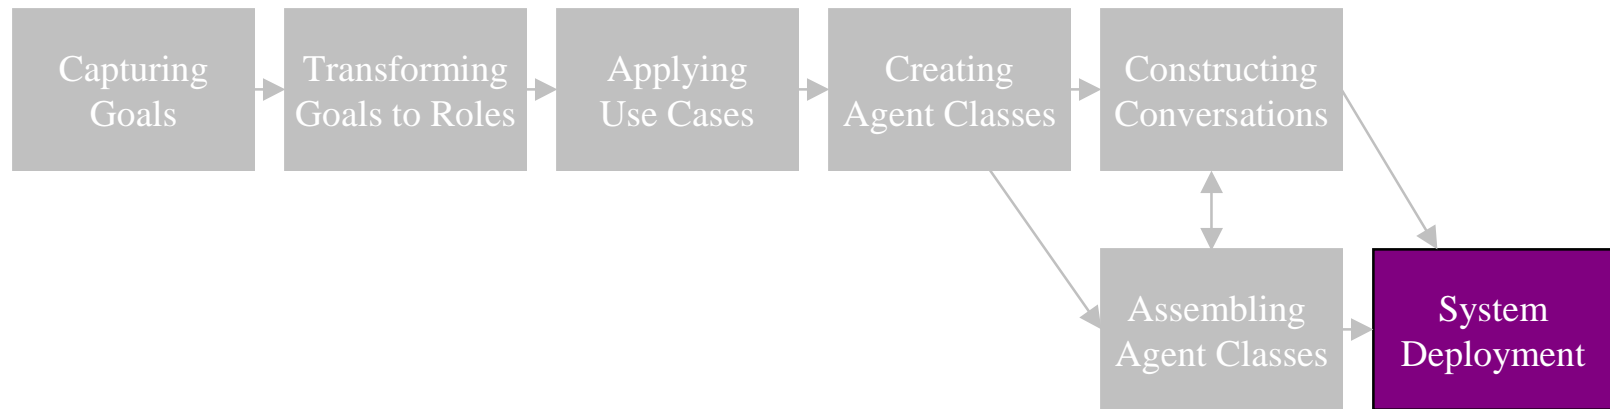 Capturing
Goals
Transforming
Goals to Roles
Applying
Use Cases
Creating
Agent Classes
Constructing
Conversations
Assembling
Agent Classes
System
Deployment